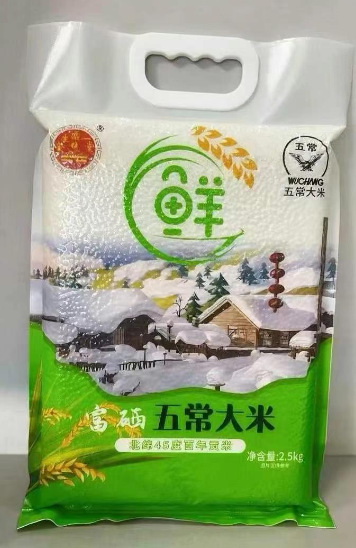 五常
WUCHANG
五常大米
鲜
富硒 五常大米
北纬45度百年贡米
净含量:2.5kg